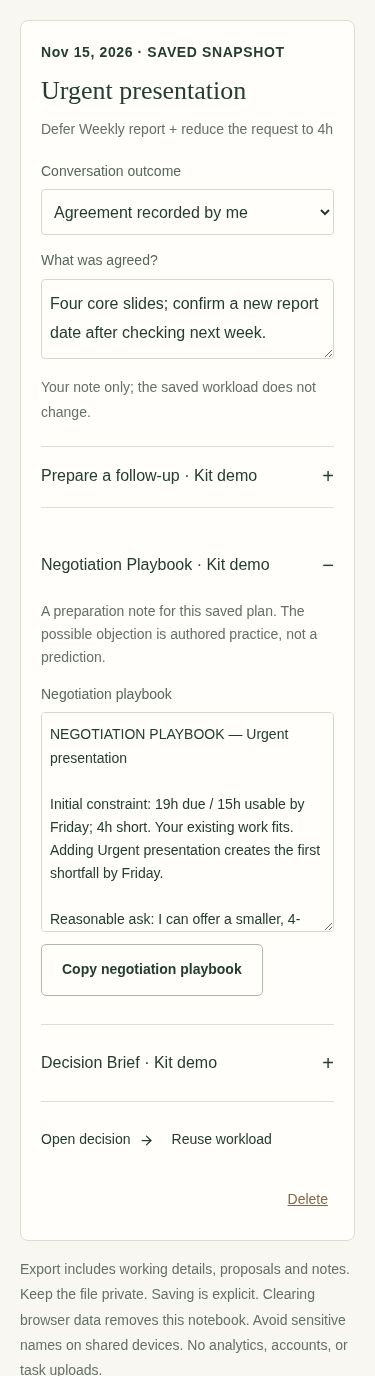 Nov 15, 2026 · SAVED SNAPSHOT
Urgent presentation
Defer Weekly report + reduce the request to 4h
Conversation outcome
Agreement recorded by me
What was agreed?
Four core slides; confirm a new report
date after checking next week.
Your note only; the saved workload does not
change.
Prepare a follow-up · Kit demo +
Negotiation Playbook · Kit demo −
A preparation note for this saved plan. The
possible objection is authored practice, not a
prediction.
Negotiation playbook
NEGOTIATION PLAYBOOK — Urgent
presentation
Initial constraint: 19h due / 15h usable by
Friday; 4h short. Your existing work fits.
Adding Urgent presentation creates the first
shortfall by Friday.
Reasonable ask: I can offer a smaller, 4-
Copy negotiation playbook
Decision Brief · Kit demo +
Open decision → Reuse workload
Delete
Export includes working details, proposals and notes.
Keep the file private. Saving is explicit. Clearing
browser data removes this notebook. Avoid sensitive
names on shared devices. No analytics, accounts, or
task uploads.